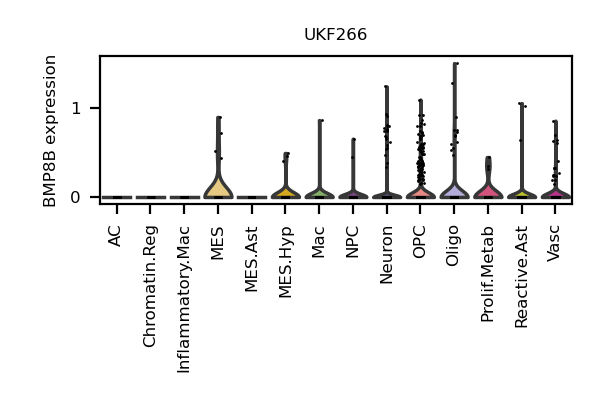 UKF266
BMP8B expression
1
0
AC
Chromatin.Reg
Inflammatory.Mac
MES
MES.Ast
MES.Hyp
Mac
NPC
Neuron
OPC
Oligo
Prolif.Metab
Reactive.Ast
Vasc